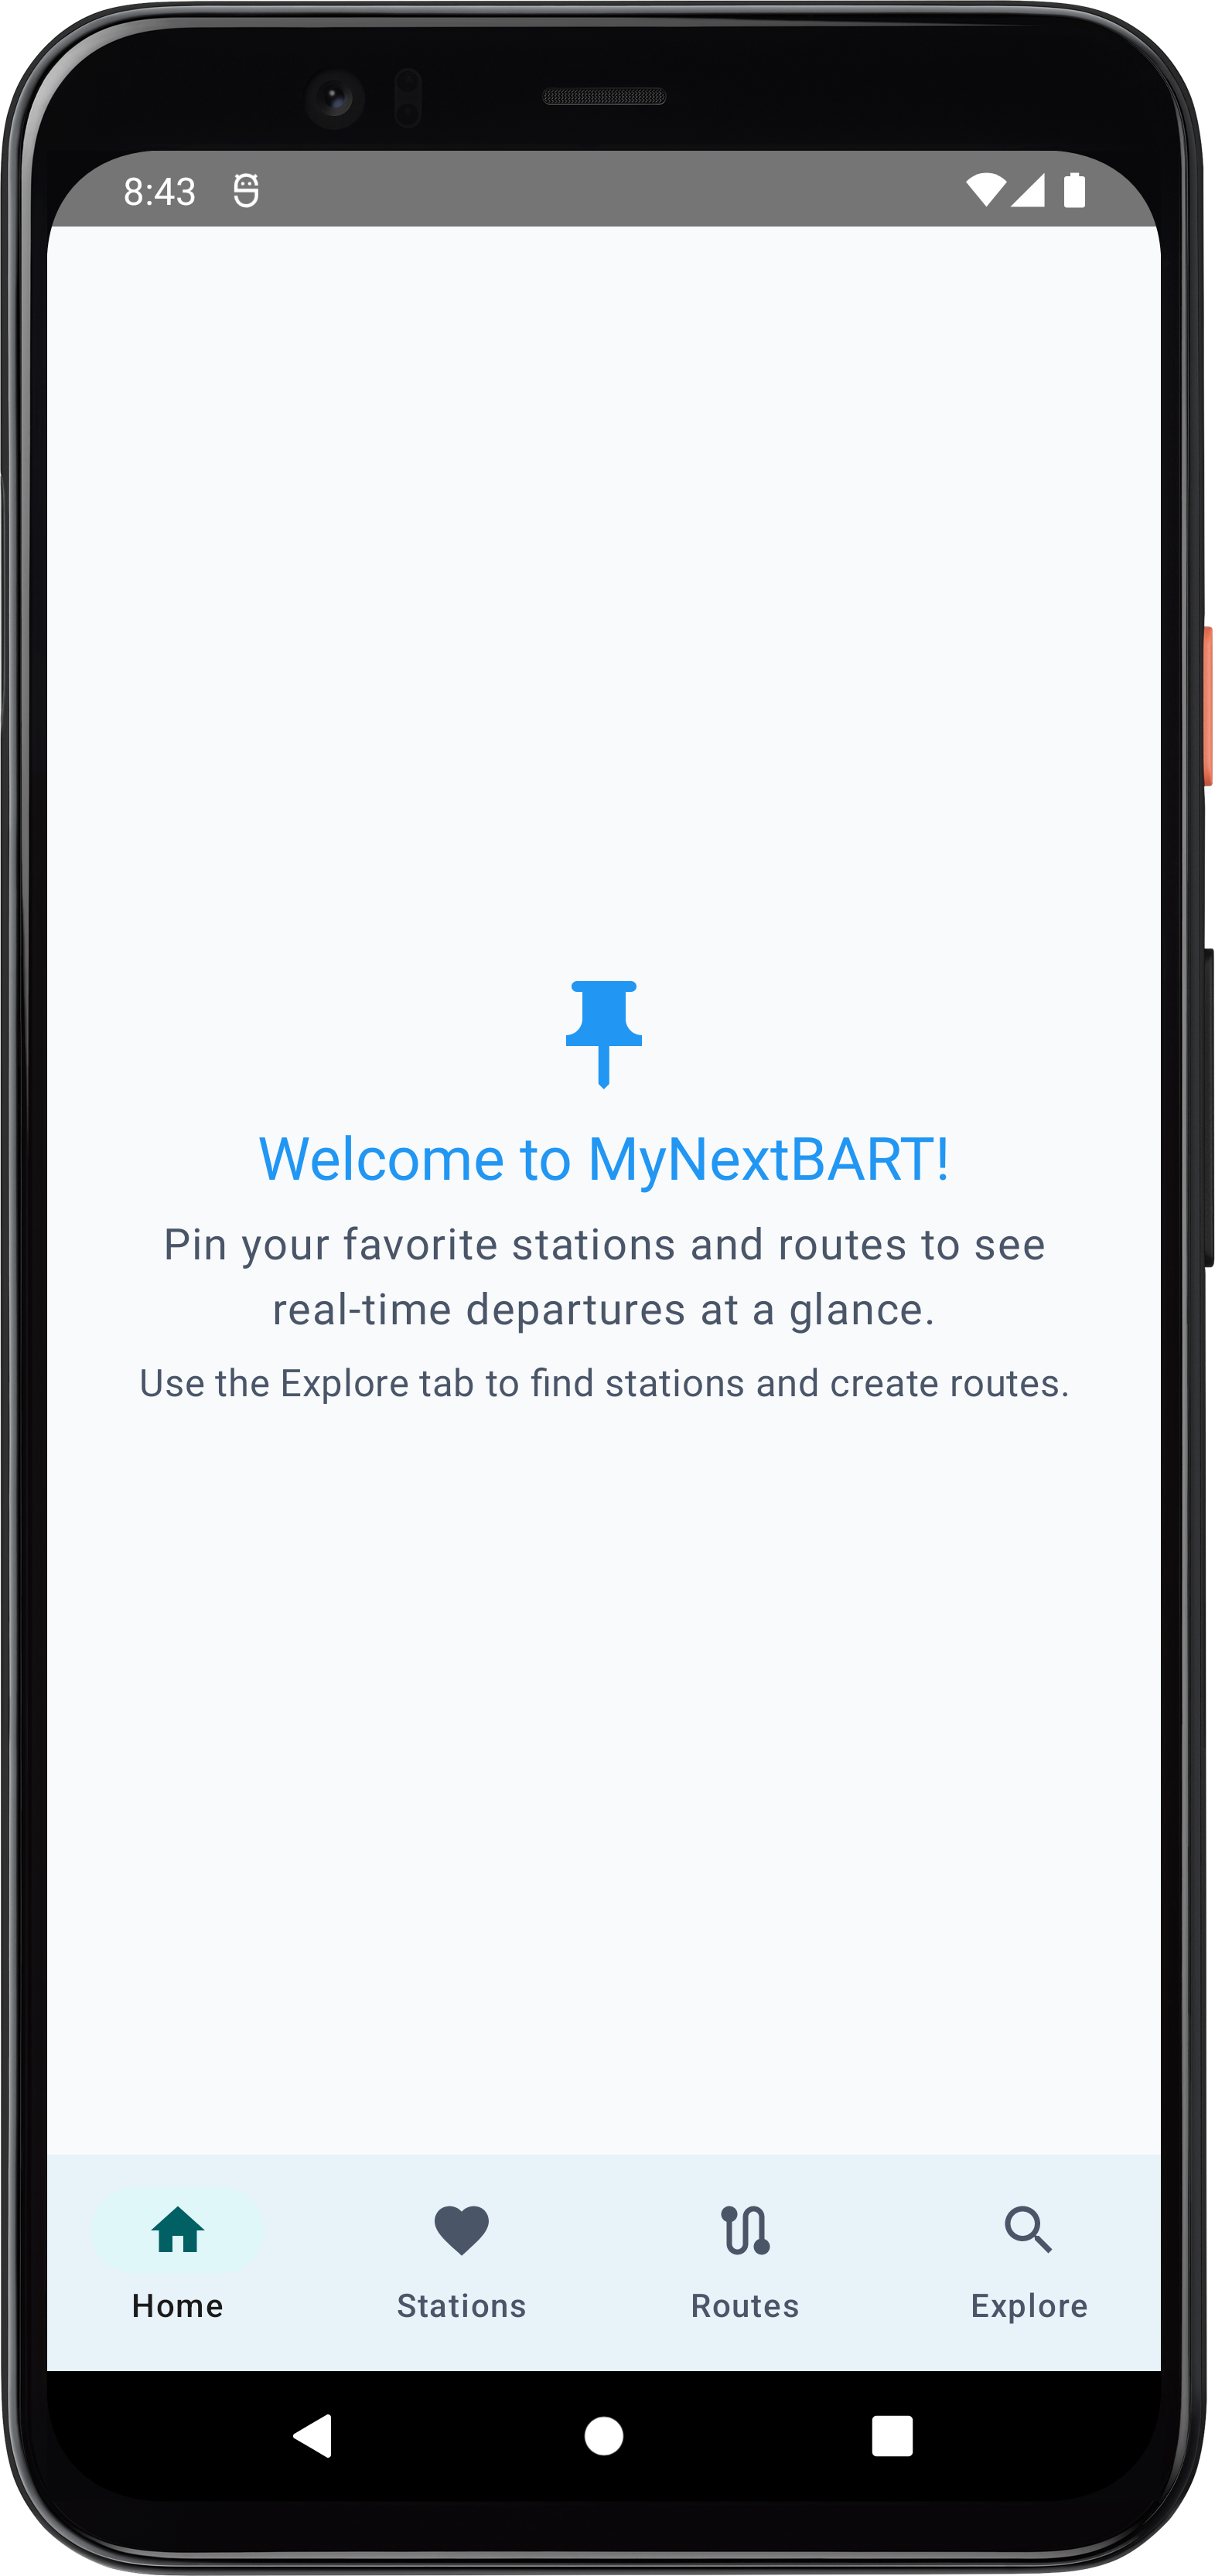 8:43
Welcome to MyNextBART!
Pin your favorite stations and routes to see
real-time departures at a glance.
Use the Explore tab to find stations and create routes.
Home Stations Routes Explore